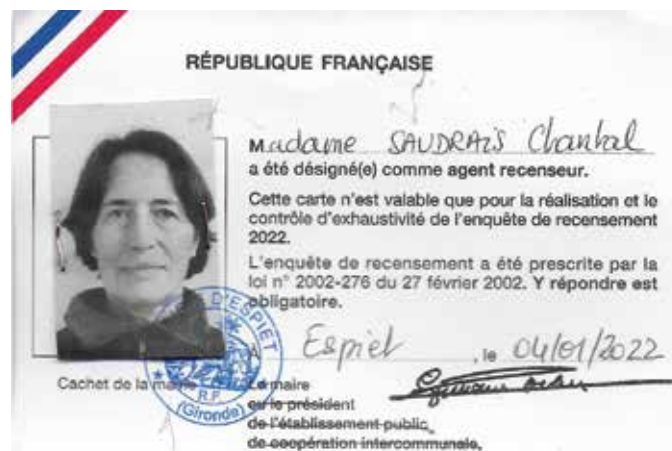 RÉPUBLIQUE FRANÇAISE
Madame SAUDRAIS Chantal
a été désigné(e) comme agent recenseur.
Cette carte n'est valable que pour la réalisation et le
contrôle d'exhaustivité de l'enquête de recensement
2022.
L'enquête de recensement a été prescrite par la
loi n° 2002-276 du 27 février 2002. Y répondre est
obligatoire.
D'ESPIET
A Espiet , le 04/01/2022
Cachet de la mairie
Le maire
R.F.
(Gironde)
ou le président
de l'établissement public
de coopération intercommunale,